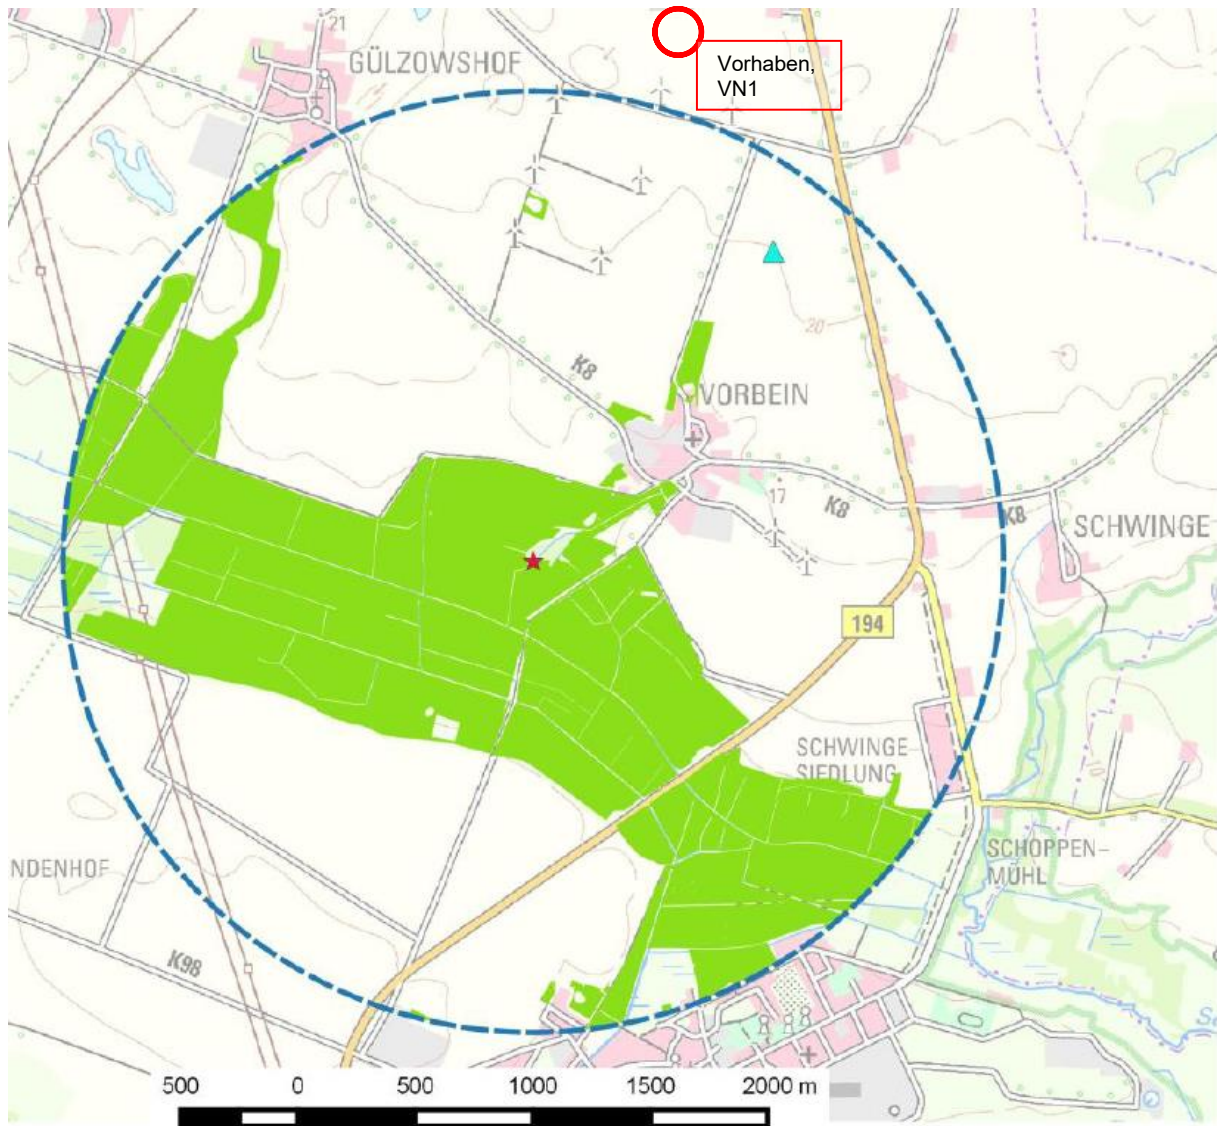 21
GÜLZOWSHOF
Vorhaben,
VN1
20
K8
VORBEIN
17
K8
K8
SCHWINGE
194
SCHWINGE-
SIEDLUNG
10
SCHOPPEN-
MÜHL
NDENHOF
K98
500 0 500 1000 1500 2000 m